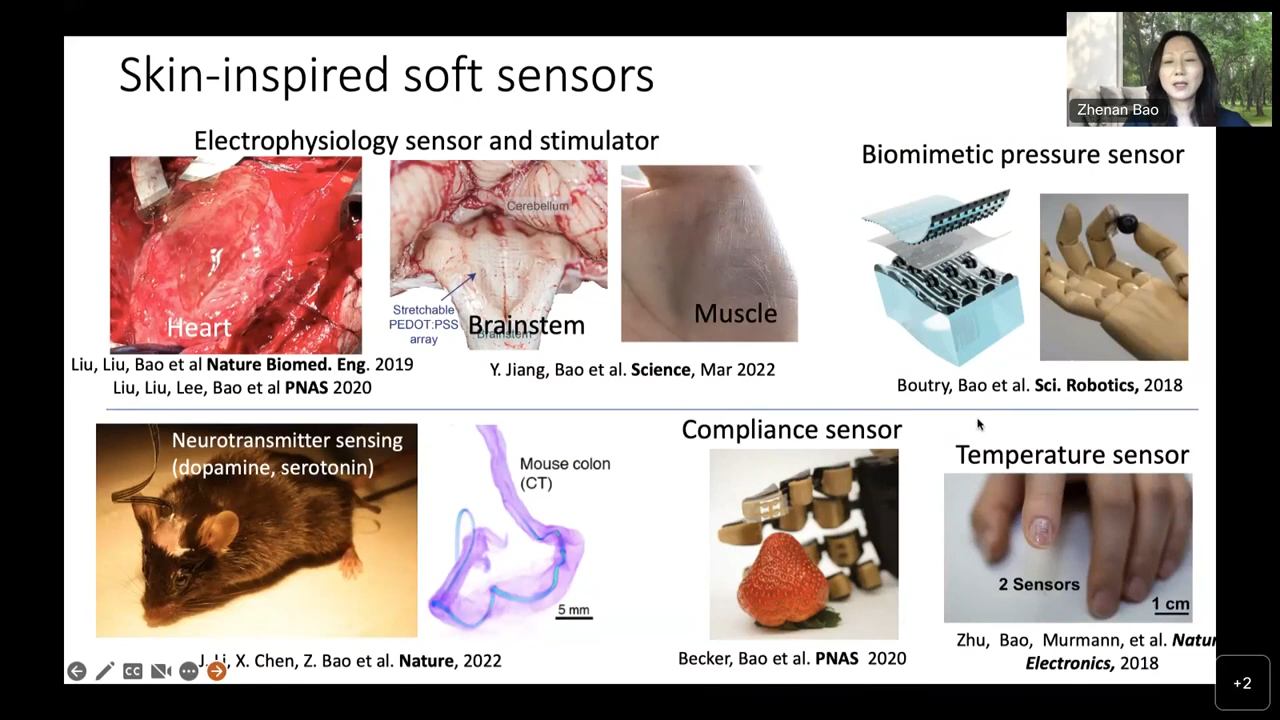 Skin-inspired soft sensors
Zhenan Bao
Electrophysiology sensor and stimulator
Biomimetic pressure sensor
Heart
Cerebellum
Stretchable
PEDOT:PSS
array
Brainstem
Brainstem
Muscle
Liu, Liu, Bao et al Nature Biomed. Eng. 2019
Liu, Liu, Lee, Bao et al PNAS 2020
Y. Jiang, Bao et al. Science, Mar 2022
Boutry, Bao et al. Sci. Robotics, 2018
Neurotransmitter sensing
(dopamine, serotonin)
Mouse colon
(CT)
5 mm
J. Li, X. Chen, Z. Bao et al. Nature, 2022
Compliance sensor
Becker, Bao et al. PNAS 2020
Temperature sensor
2 Sensors
1 cm
Zhu, Bao, Murmann, et al. Natur
Electronics, 2018
CC
+2